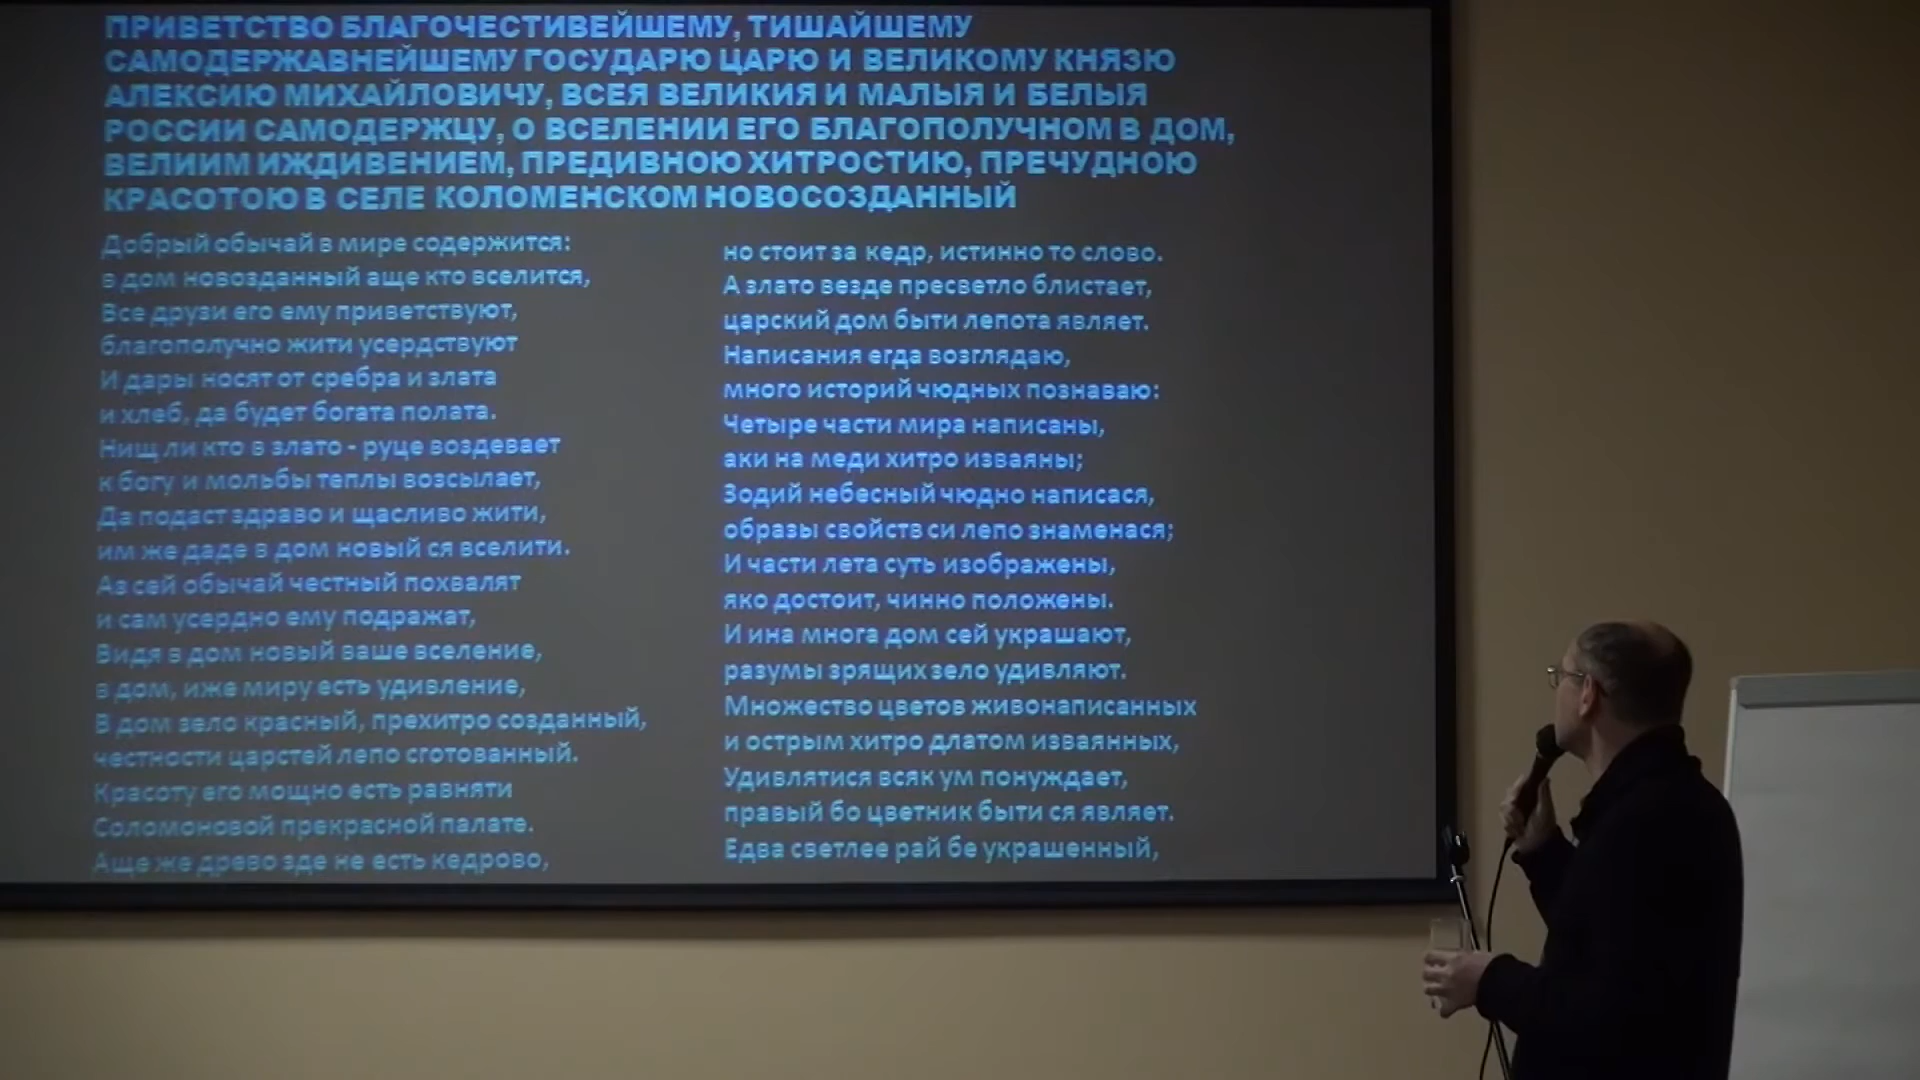 ПРИВЕТСТВО БЛАГОЧЕСТИВЕЙШЕМУ, ТИШАЙШЕМУ
САМОДЕРЖАВНЕЙШЕМУ ГОСУДАРЮ ЦАРЮ И ВЕЛИКОМУ КНЯЗЮ
АЛЕКСИЮ МИХАЙЛОВИЧУ, ВСЕЯ ВЕЛИКИЯ И МАЛЫЯ И БЕЛЫЯ
РОССИИ САМОДЕРЖЦУ, О ВСЕЛЕНИИ ЕГО БЛАГОПОЛУЧНОМ В ДОМ,
ВЕЛИИМ ИЖДИВЕНИЕМ, ПРЕДИВНОЮ ХИТРОСТИЮ, ПРЕЧУДНОЮ
КРАСОТОЮ В СЕЛЕ КОЛОМЕНСКОМ НОВОСОЗДАННЫЙ
Добрый обычай в мире содержится:
в дом новозданный аще кто вселится,
Все друзи его ему приветствуют,
благополучно жити усердствуют
И дары носят от сребра и злата
и хлеб, да будет богата полата.
Нищ ли кто в злато - руце воздевает
к богу и мольбы теплы возсылает,
Да подаст здраво и щасливо жити,
им же даде в дом новый ся вселити.
Аз сей обычай честный похвалят
и сам усердно ему подражат,
Видя в дом новый ваше вселение,
в дом, иже миру есть удивление,
В дом зело красный, прехитро созданный,
честности царстей лепо сготованный.
Красоту его мощно есть равняти
Соломоновой прекрасной палате.
Аще же древо зде не есть кедрово,
но стоит за кедр, истинно то слово.
А злато везде пресветло блистает,
царский дом быти лепота являет.
Написания егда возглядаю,
много историй чюдных познаваю:
Четыре части мира написаны,
аки на меди хитро изваяны;
Зодий небесный чюдно написася,
образы свойств си лепо знаменася;
И части лета суть изображены,
яко достоит, чинно положены.
И ина многа дом сей украшают,
разумы зрящих зело удивляют.
Множество цветов живонаписанных
и острым хитро длатом изваянных,
Удивлятися всяк ум понуждает,
правый бо цветник быти ся являет.
Едва светлее рай бе украшенный,